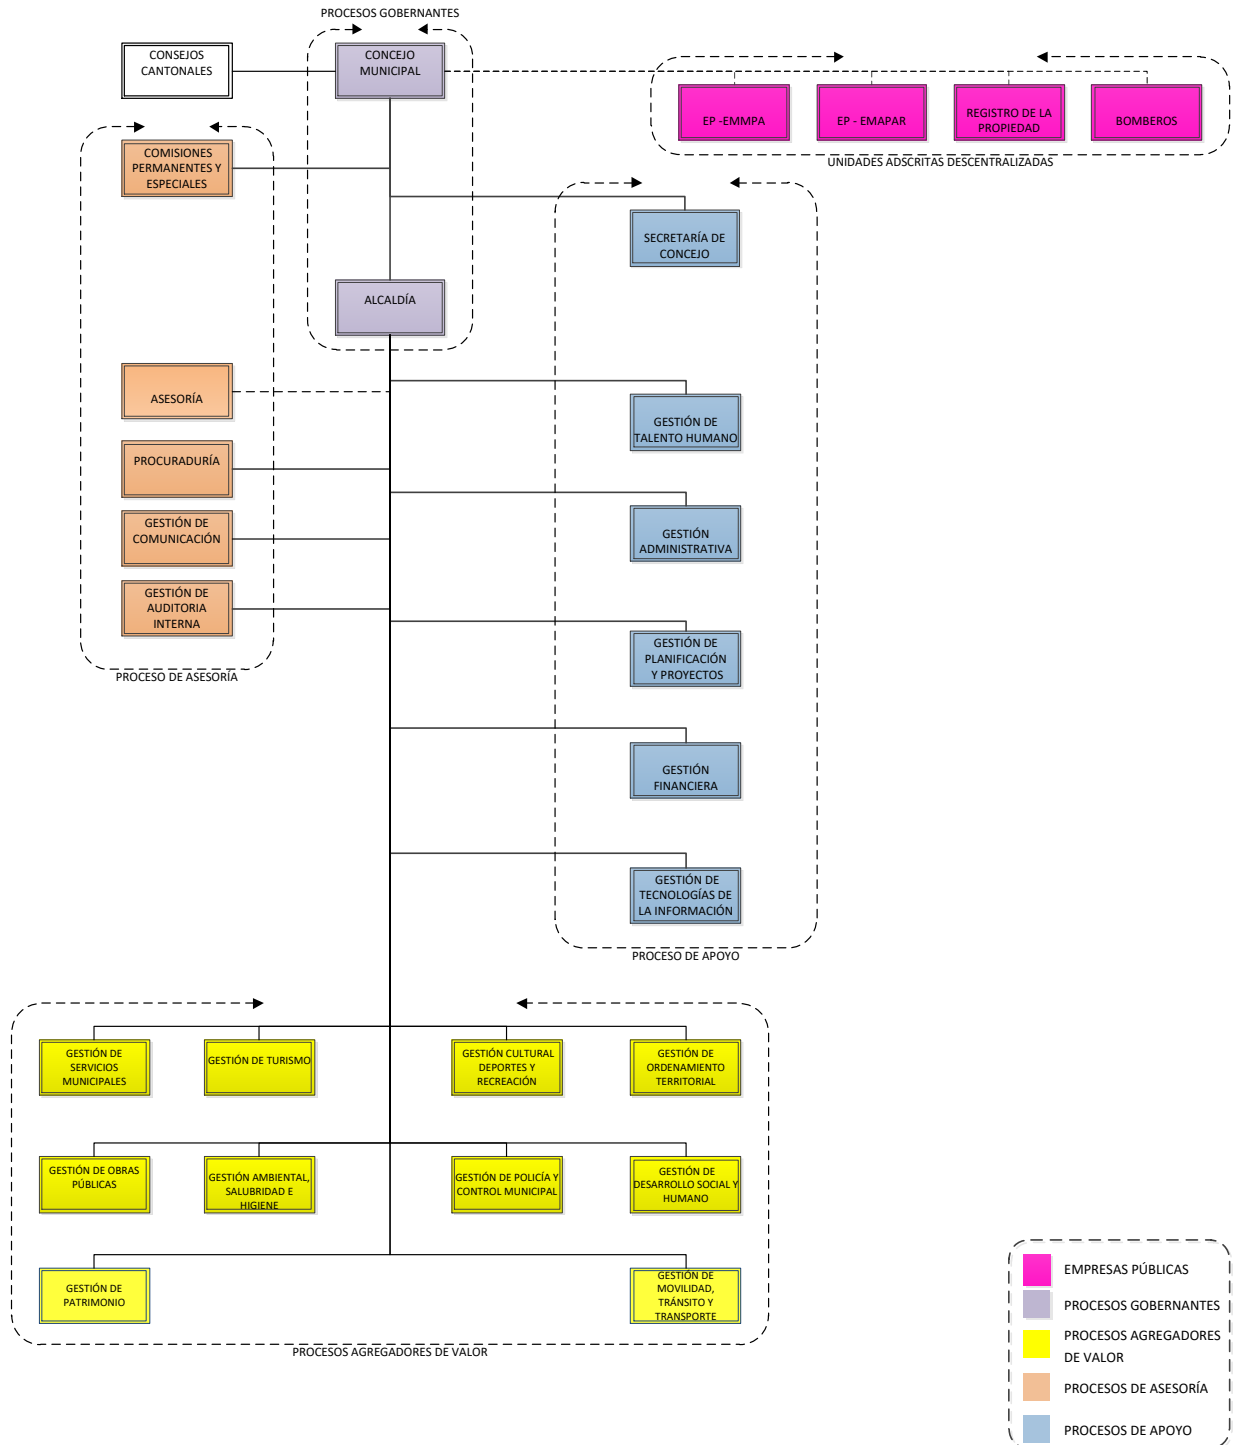 PROCESOS GOBERNANTES
CONSEJOS
CANTONALES
CONCEJO
MUNICIPAL
EP -EMMPA
EP - EMAPAR
REGISTRO DE LA
PROPIEDAD
BOMBEROS
UNIDADES ADSCRITAS DESCENTRALIZADAS
COMISIONES
PERMANENTES Y
ESPECIALES
SECRETARÍA DE
CONCEJO
ALCALDÍA
ASESORÍA
GESTIÓN DE
TALENTO HUMANO
PROCURADURÍA
GESTIÓN DE
COMUNICACIÓN
GESTIÓN
ADMINISTRATIVA
GESTIÓN DE
AUDITORIA
INTERNA
PROCESO DE ASESORÍA
GESTIÓN DE
PLANIFICACIÓN
Y PROYECTOS
GESTIÓN
FINANCIERA
GESTIÓN DE
TECNOLOGÍAS DE
LA INFORMACIÓN
PROCESO DE APOYO
GESTIÓN DE
SERVICIOS
MUNICIPALES
GESTIÓN DE TURISMO
GESTIÓN CULTURAL
DEPORTES Y
RECREACIÓN
GESTIÓN DE
ORDENAMIENTO
TERRITORIAL
GESTIÓN DE OBRAS
PÚBLICAS
GESTIÓN AMBIENTAL,
SALUBRIDAD E
HIGIENE
GESTIÓN DE POLICÍA Y
CONTROL MUNICIPAL
GESTIÓN DE
DESARROLLO SOCIAL Y
HUMANO
GESTIÓN DE
PATRIMONIO
GESTIÓN DE
MOVILIDAD,
TRÁNSITO Y
TRANSPORTE
PROCESOS AGREGADORES DE VALOR
EMPRESAS PÚBLICAS
PROCESOS GOBERNANTES
PROCESOS AGREGADORES
DE VALOR
PROCESOS DE ASESORÍA
PROCESOS DE APOYO